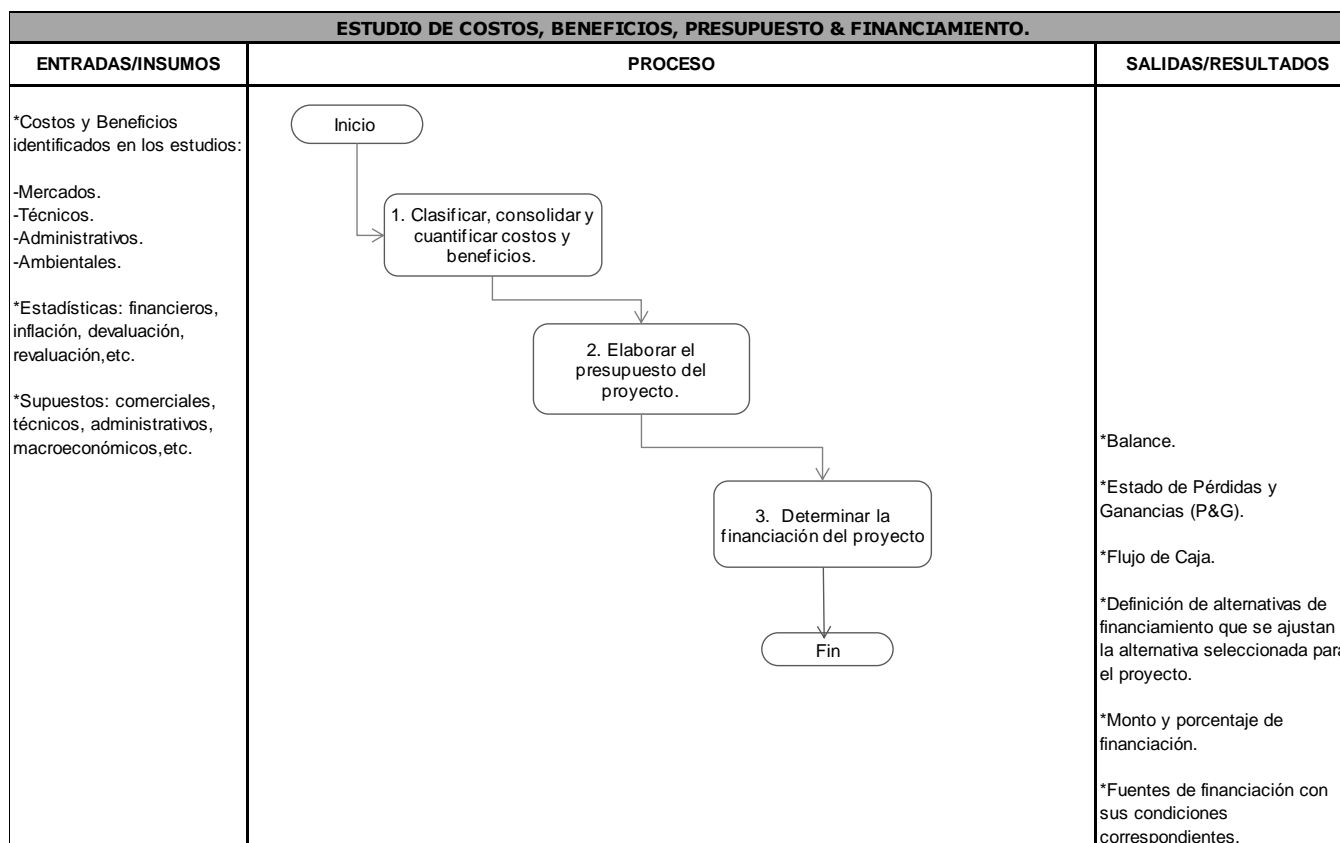 ESTUDIO DE COSTOS, BENEFICIOS, PRESUPUESTO & FINANCIAMIENTO.
ENTRADAS/INSUMOS
PROCESO
SALIDAS/RESULTADOS
*Costos y Beneficios
identificados en los estudios:
-Mercados.
-Técnicos.
-Administrativos.
-Ambientales.
*Estadísticas: financieros,
inflación, devaluación,
revaluación,etc.
*Supuestos: comerciales,
técnicos, administrativos,
macroeconómicos,etc.
Inicio
1. Clasificar, consolidar y
cuantificar costos y
beneficios.
2. Elaborar el
presupuesto del
proyecto.
3. Determinar la
financiación del proyecto
Fin
*Balance.
*Estado de Pérdidas y
Ganancias (P&G).
*Flujo de Caja.
*Definición de alternativas de
financiamiento que se ajustan
la alternativa seleccionada para
el proyecto.
*Monto y porcentaje de
financiación.
*Fuentes de financiación con
sus condiciones
correspondientes.